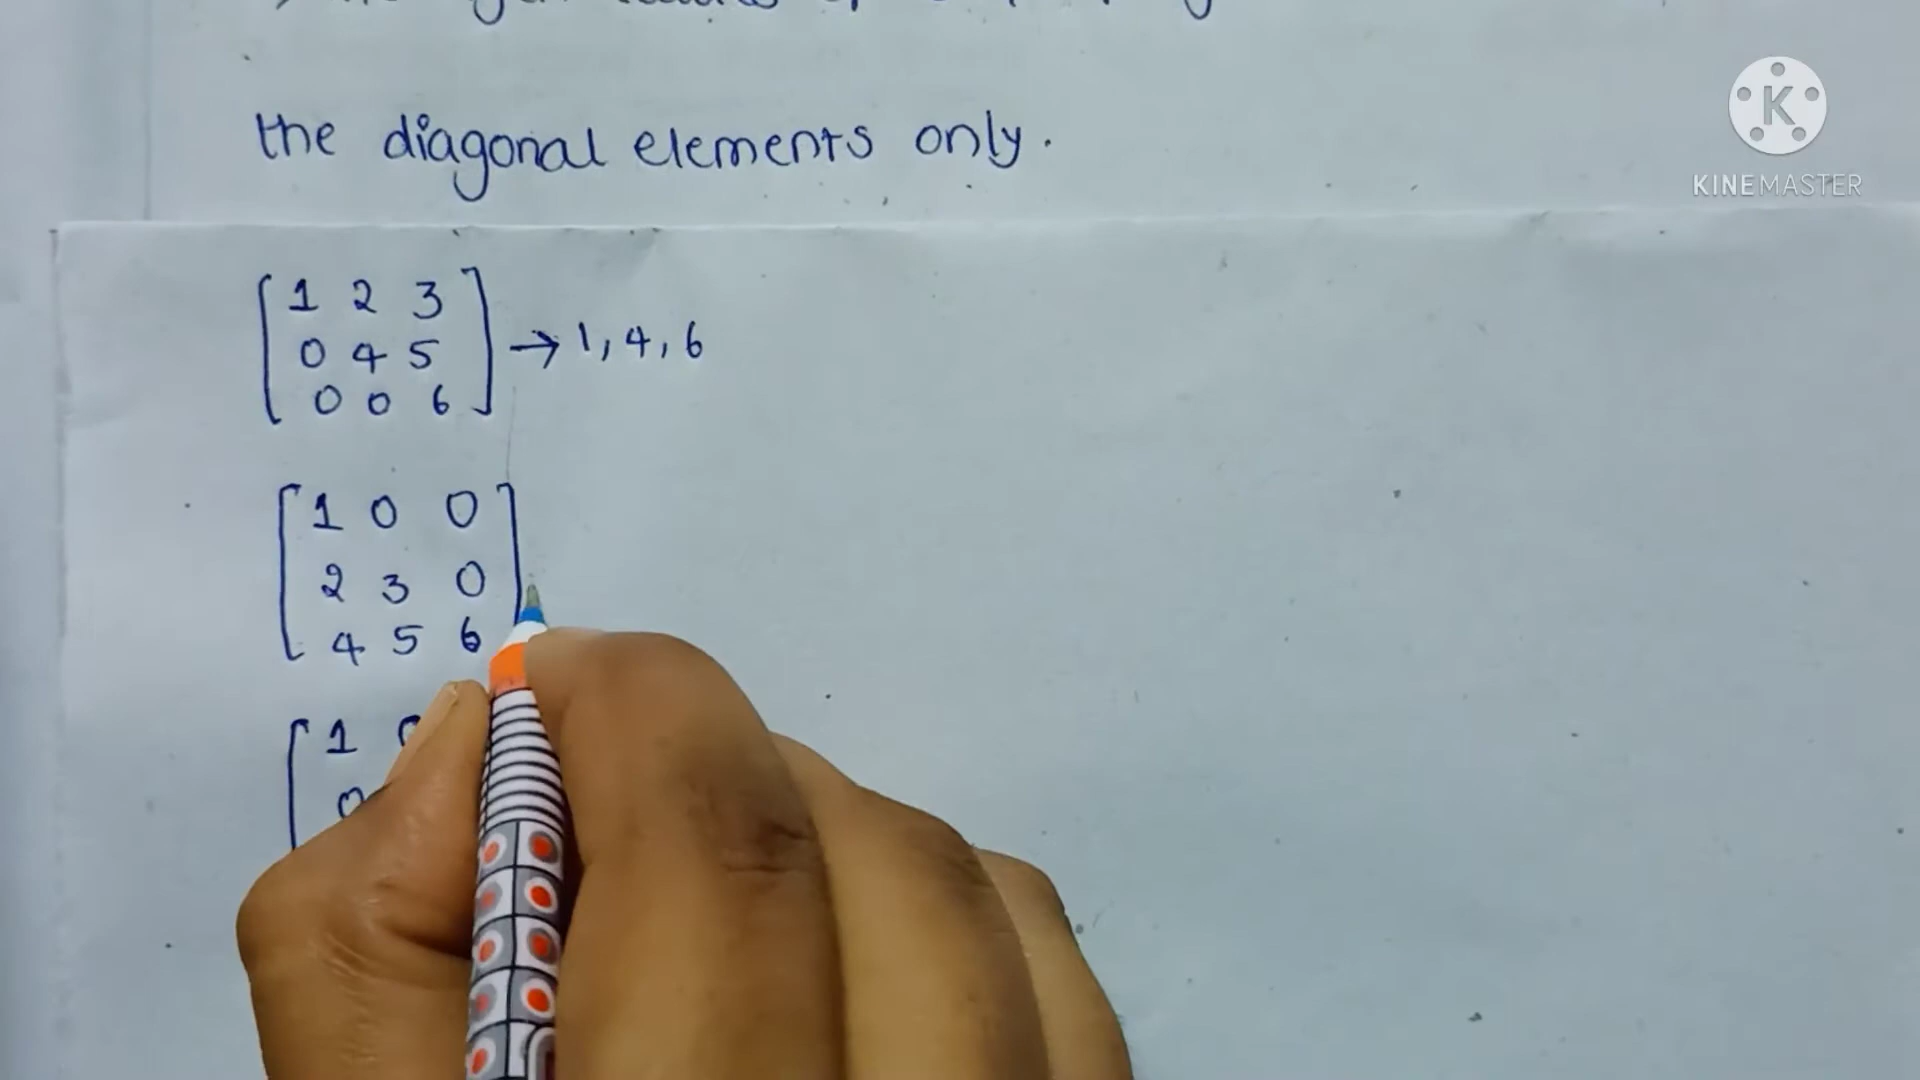 the diagonal elements only.
K
KINEMASTER
1 2 3
0 4 5 → 1, 4, 6
0 0 6
1 0 0
2 3 0
4 5 6
1
0